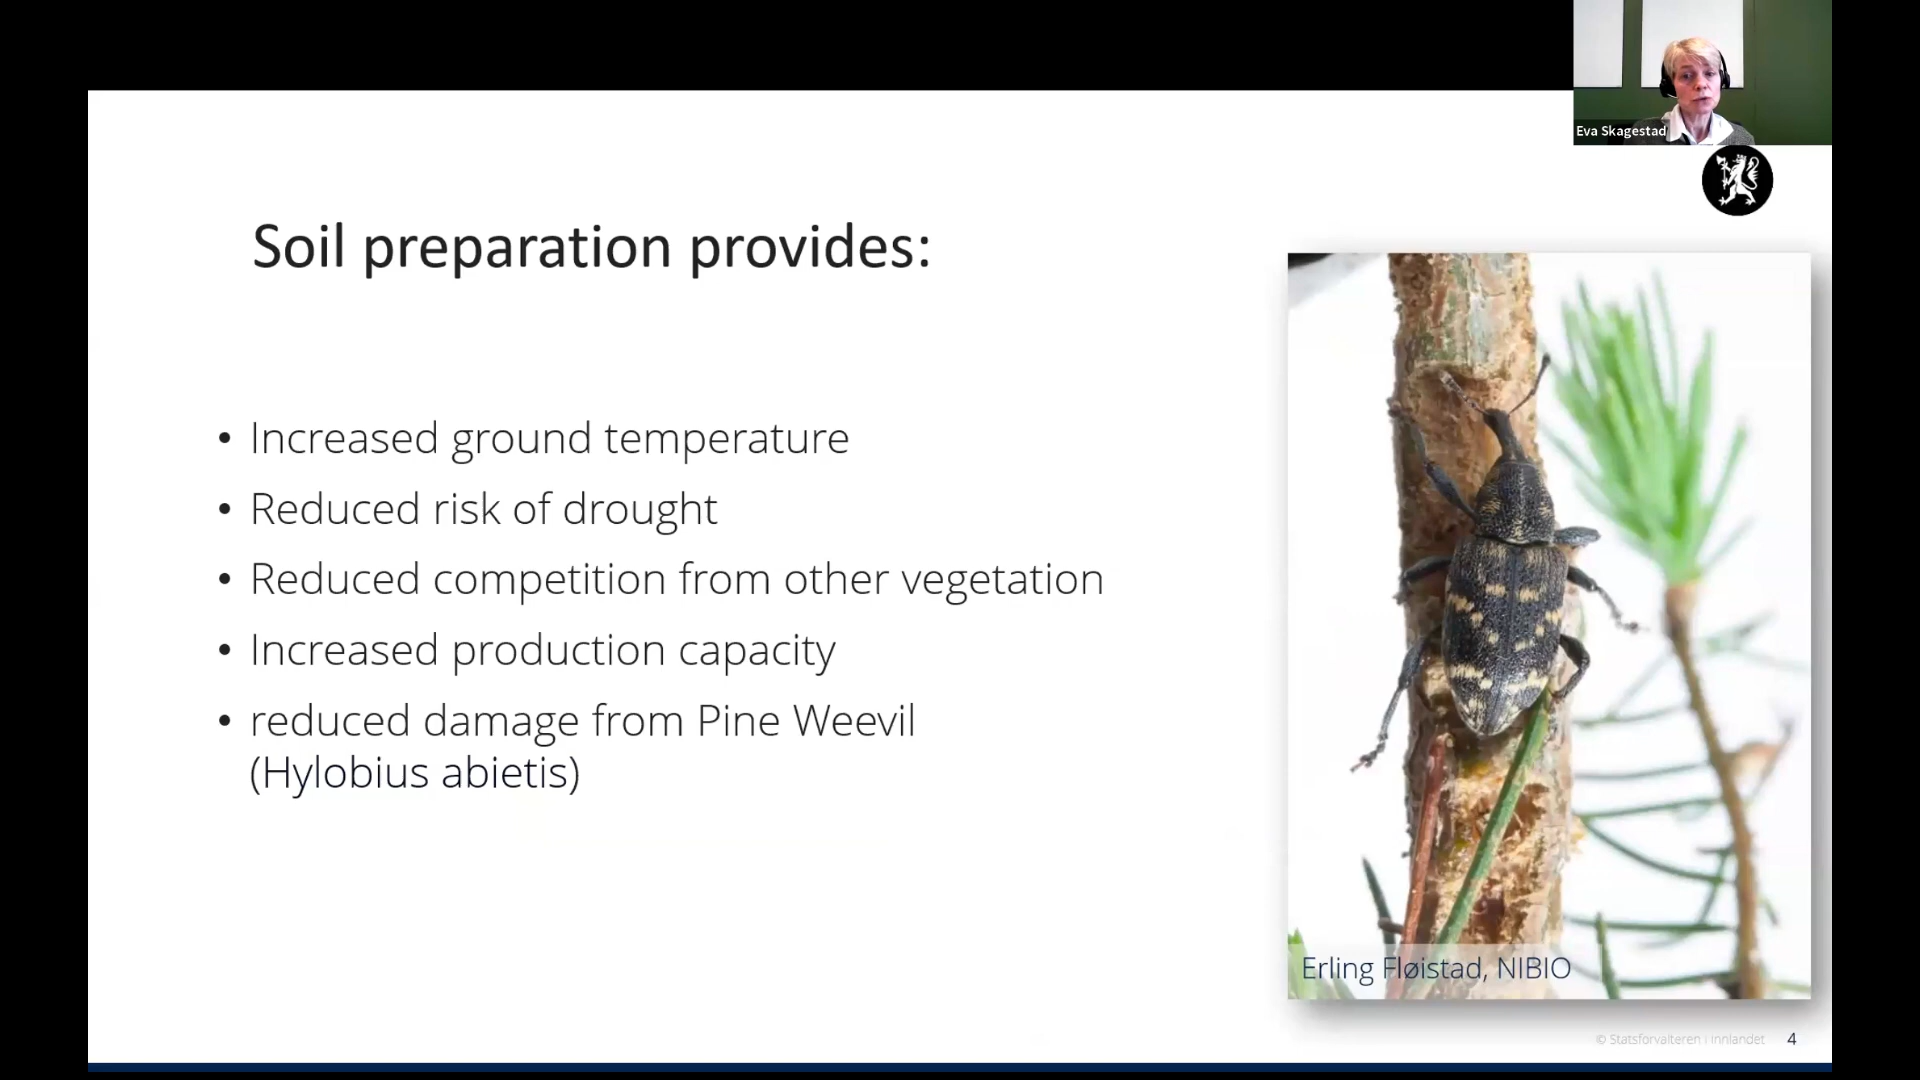 Eva Skagestad
Soil preparation provides:
• Increased ground temperature
• Reduced risk of drought
• Reduced competition from other vegetation
• Increased production capacity
• reduced damage from Pine Weevil
(Hylobius abietis)
Erling Fløistad, NIBIO
© Statsforvalteren i Innlandet 4